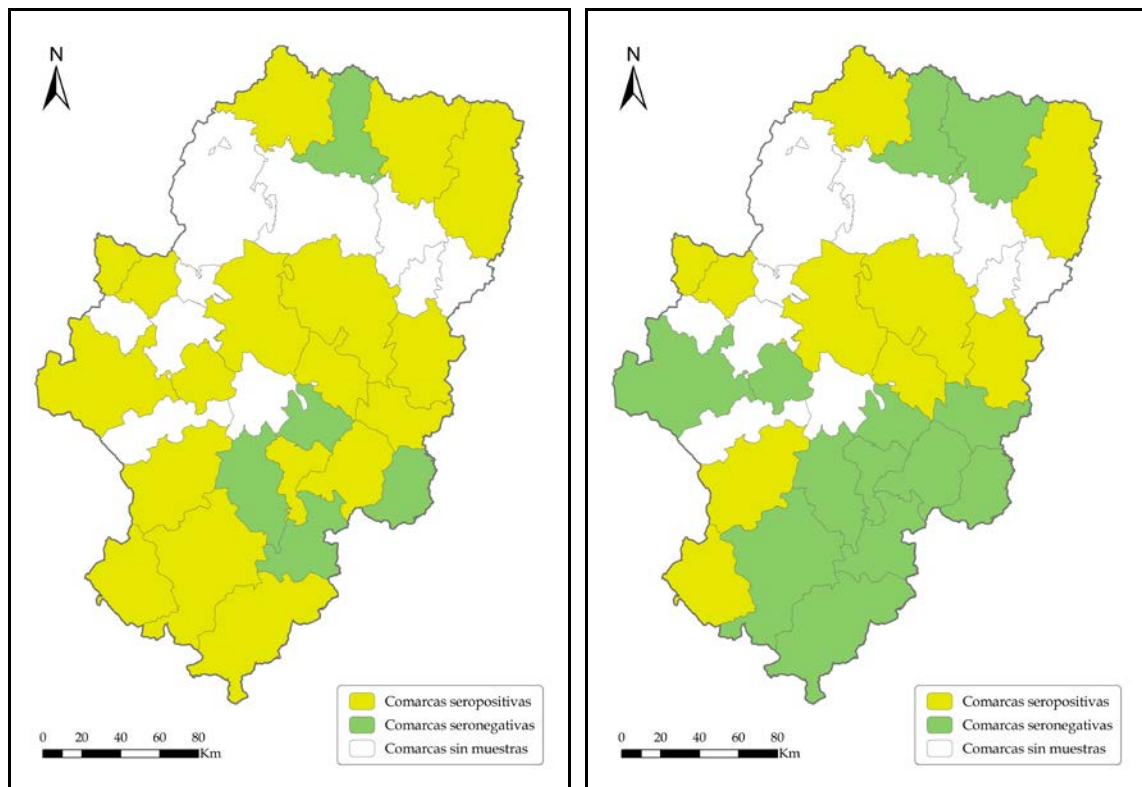 N
Comarcas seropositivas
Comarcas seronegativas
Comarcas sin muestras
0 20 40 60 80
Km
N
Comarcas seropositivas
Comarcas seronegativas
Comarcas sin muestras
0 20 40 60 80
Km